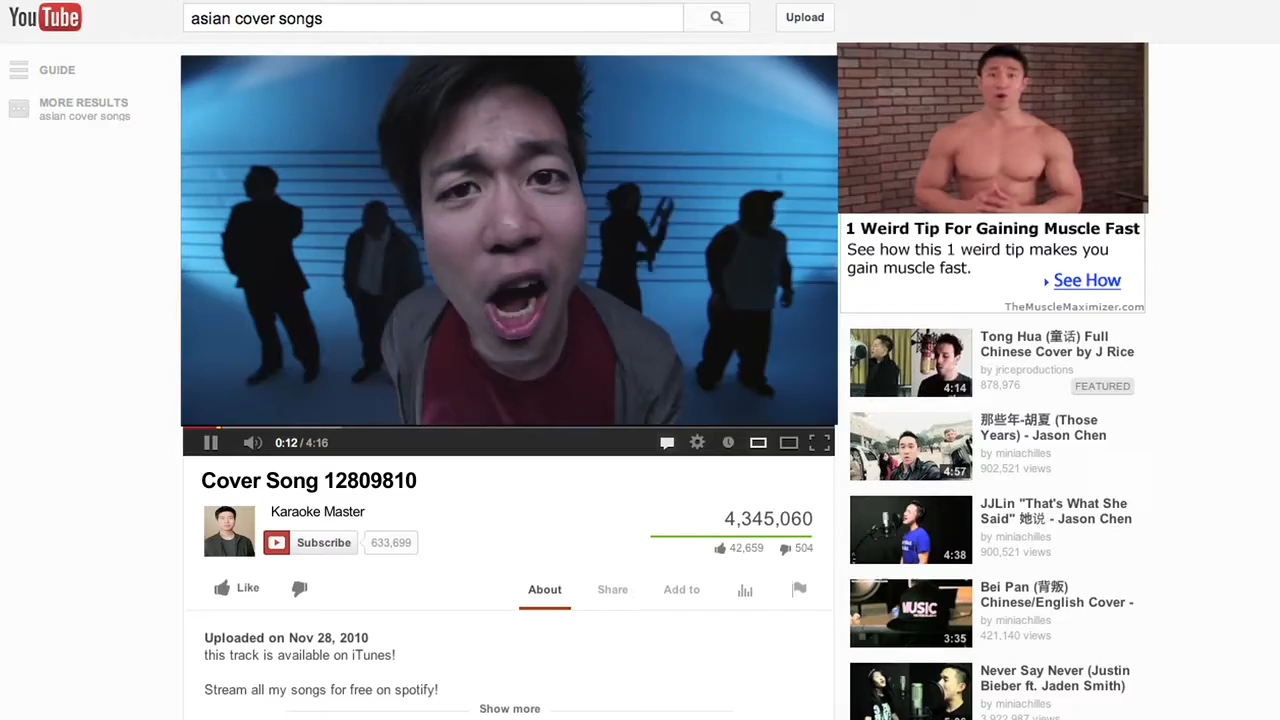 YouTube
asian cover songs
Upload
GUIDE
MORE RESULTS
asian cover songs
0:12 / 4:16
Cover Song 12809810
Karaoke Master
Subscribe
633,699
4,345,060
42,659
504
Like
About
Share
Add to
Uploaded on Nov 28, 2010
this track is available on iTunes!
Stream all my songs for free on spotify!
Show more
1 Weird Tip For Gaining Muscle Fast
See how this 1 weird tip makes you
gain muscle fast.
See How
TheMuscleMaximizer.com
4:14
Tong Hua (童话) Full
Chinese Cover by J Rice
by jriceproductions
878,976
FEATURED
4:57
那些年-胡夏 (Those
Years) - Jason Chen
by miniachilles
902,521 views
4:38
JJLin "That's What She
Said" 她说 - Jason Chen
by miniachilles
900,521 views
MUSIC
3:35
Bei Pan (背叛)
Chinese/English Cover -
by miniachilles
421,140 views
Never Say Never (Justin
Bieber ft. Jaden Smith)
by miniachilles
3,922,987 views